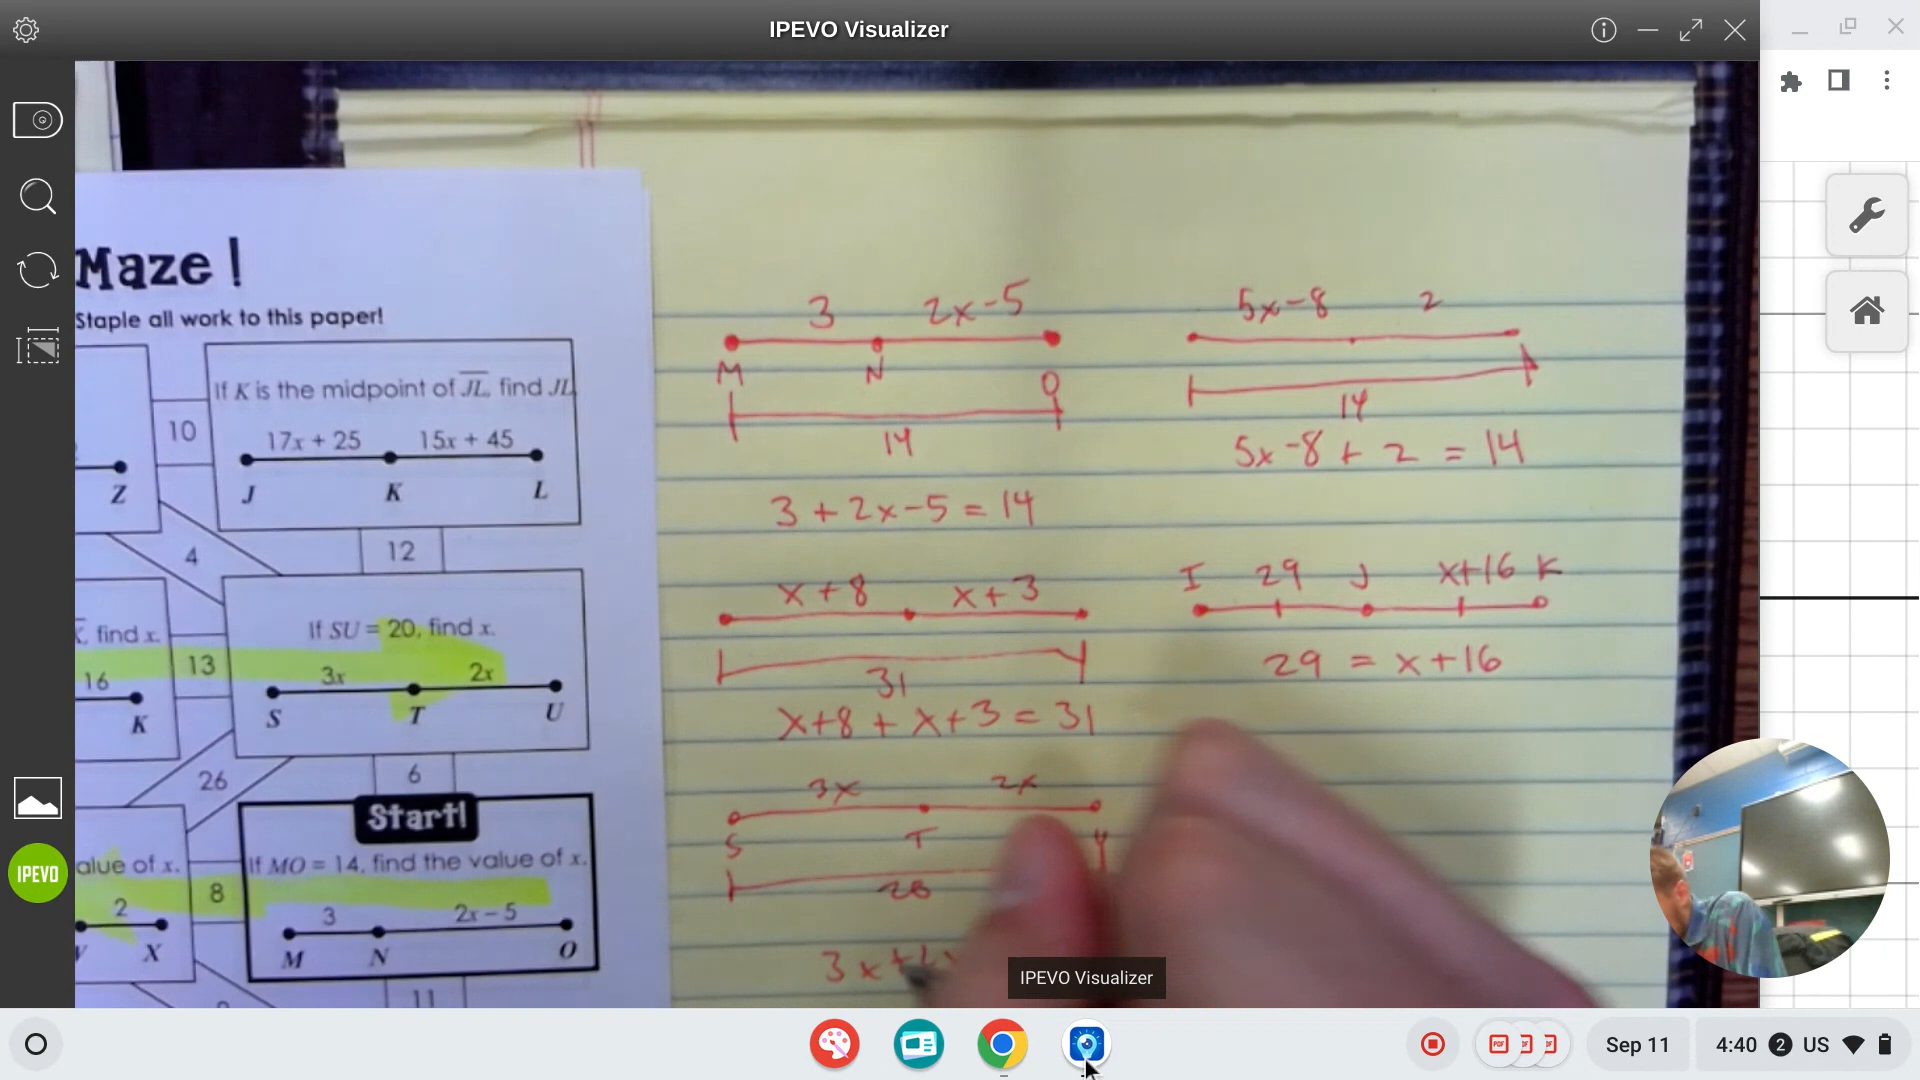 IPEVO Visualizer
Maze!
Staple all work to this paper!
If K is the midpoint of JL, find JL
17x + 25 15x + 45
J K L
Z
10
4
12
find x.
16
K
13
If SU = 20, find x.
3x 2x
S T U
26
6
Start!
alue of x.
2
X
8
If MO = 14, find the value of x.
3 2x – 5
M N O
11
3 2x-5
M N O
14
3 + 2x-5 = 14
5x-8 2
14
5x-8 + 2 = 14
x+8 x+3
31
x+8 + x+3 = 31
I 29 J x+16 K
29 = x+16
3x 2x
S T U
20
3x+2x
IPEVO
IPEVO Visualizer
Sep 11
4:40 2 US